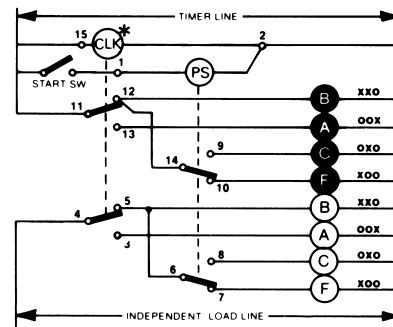 TIMER LINE
15 CLK * 2
START SW 1 PS
11 12 B XXO
13 A OOX
9 C OXO
14 10 F XOO
4 5 B XXO
3 A OOX
8 C OXO
6 7 F XOO
INDEPENDENT LOAD LINE